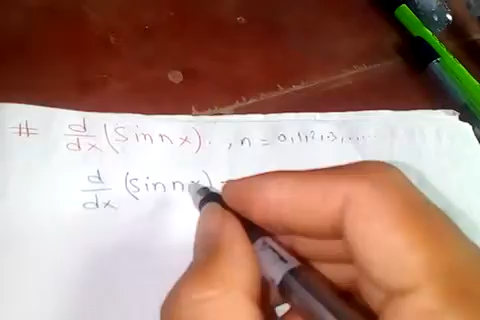 # d/dx (Sin nx). , n = 0,1,2,3,......
d/dx (Sin nx) =